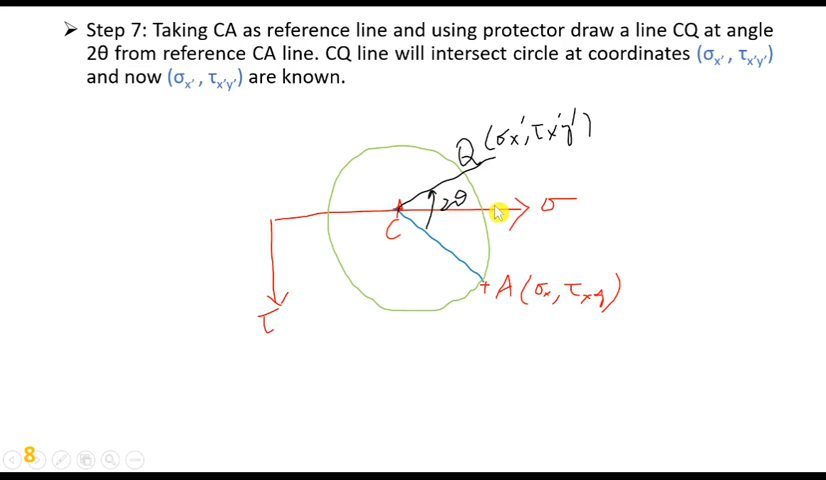 ➢ Step 7: Taking CA as reference line and using protector draw a line CQ at angle
2θ from reference CA line. CQ line will intersect circle at coordinates (σx' , τx'y')
and now (σx' , τx'y') are known.
Q (σx', τx'y')
2θ
σ
C
A (σx, τxy)
τ
8